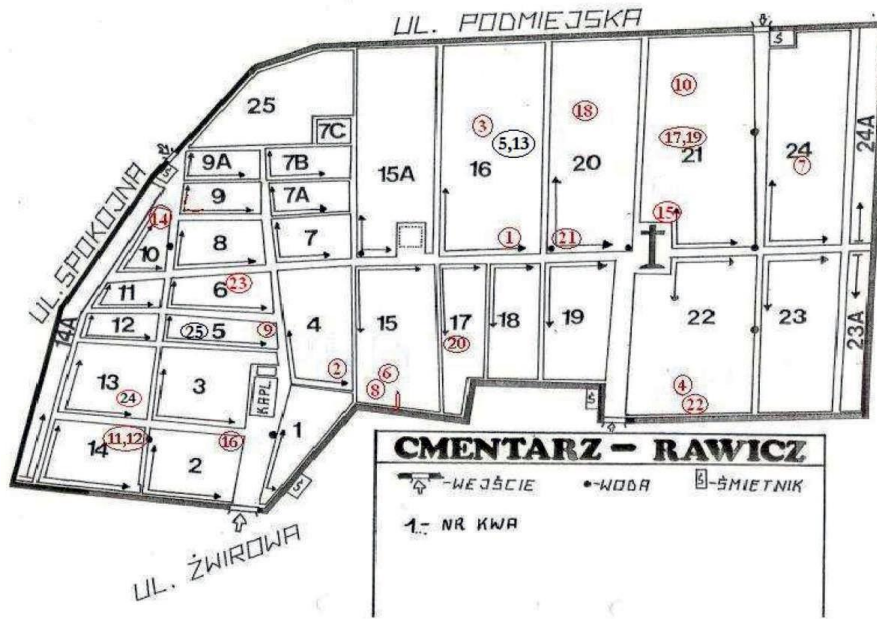 UL. PODMIEJSKA
UL. SPOKOJNA
UL. ŻWIROWA
Ś
25
7C
10
3
5,13
18
17,19
16
15A
20
21
24
7
24A
9A
7B
9
7A
14
10
8
7
1
21
15
11
6
23
12
25
5
9
4
15
17
20
18
19
22
23
23A
14A
13
24
3
KAPL
2
6
8
4
22
Ś
14
11,12
2
16
1
Ś
CMENTARZ – RAWICZ
-WEJŚCIE
-WODA
Ś-ŚMIETNIK
1- NR KWA